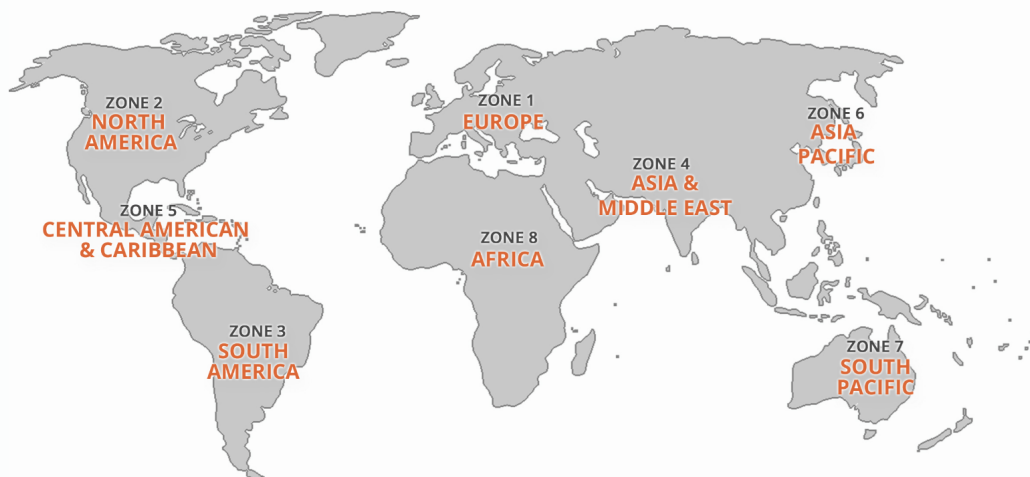 ZONE 2
NORTH
AMERICA
ZONE 1
EUROPE
ZONE 6
ASIA
PACIFIC
ZONE 4
ASIA &
MIDDLE EAST
ZONE 5
CENTRAL AMERICAN
& CARIBBEAN
ZONE 8
AFRICA
ZONE 3
SOUTH
AMERICA
ZONE 7
SOUTH
PACIFIC